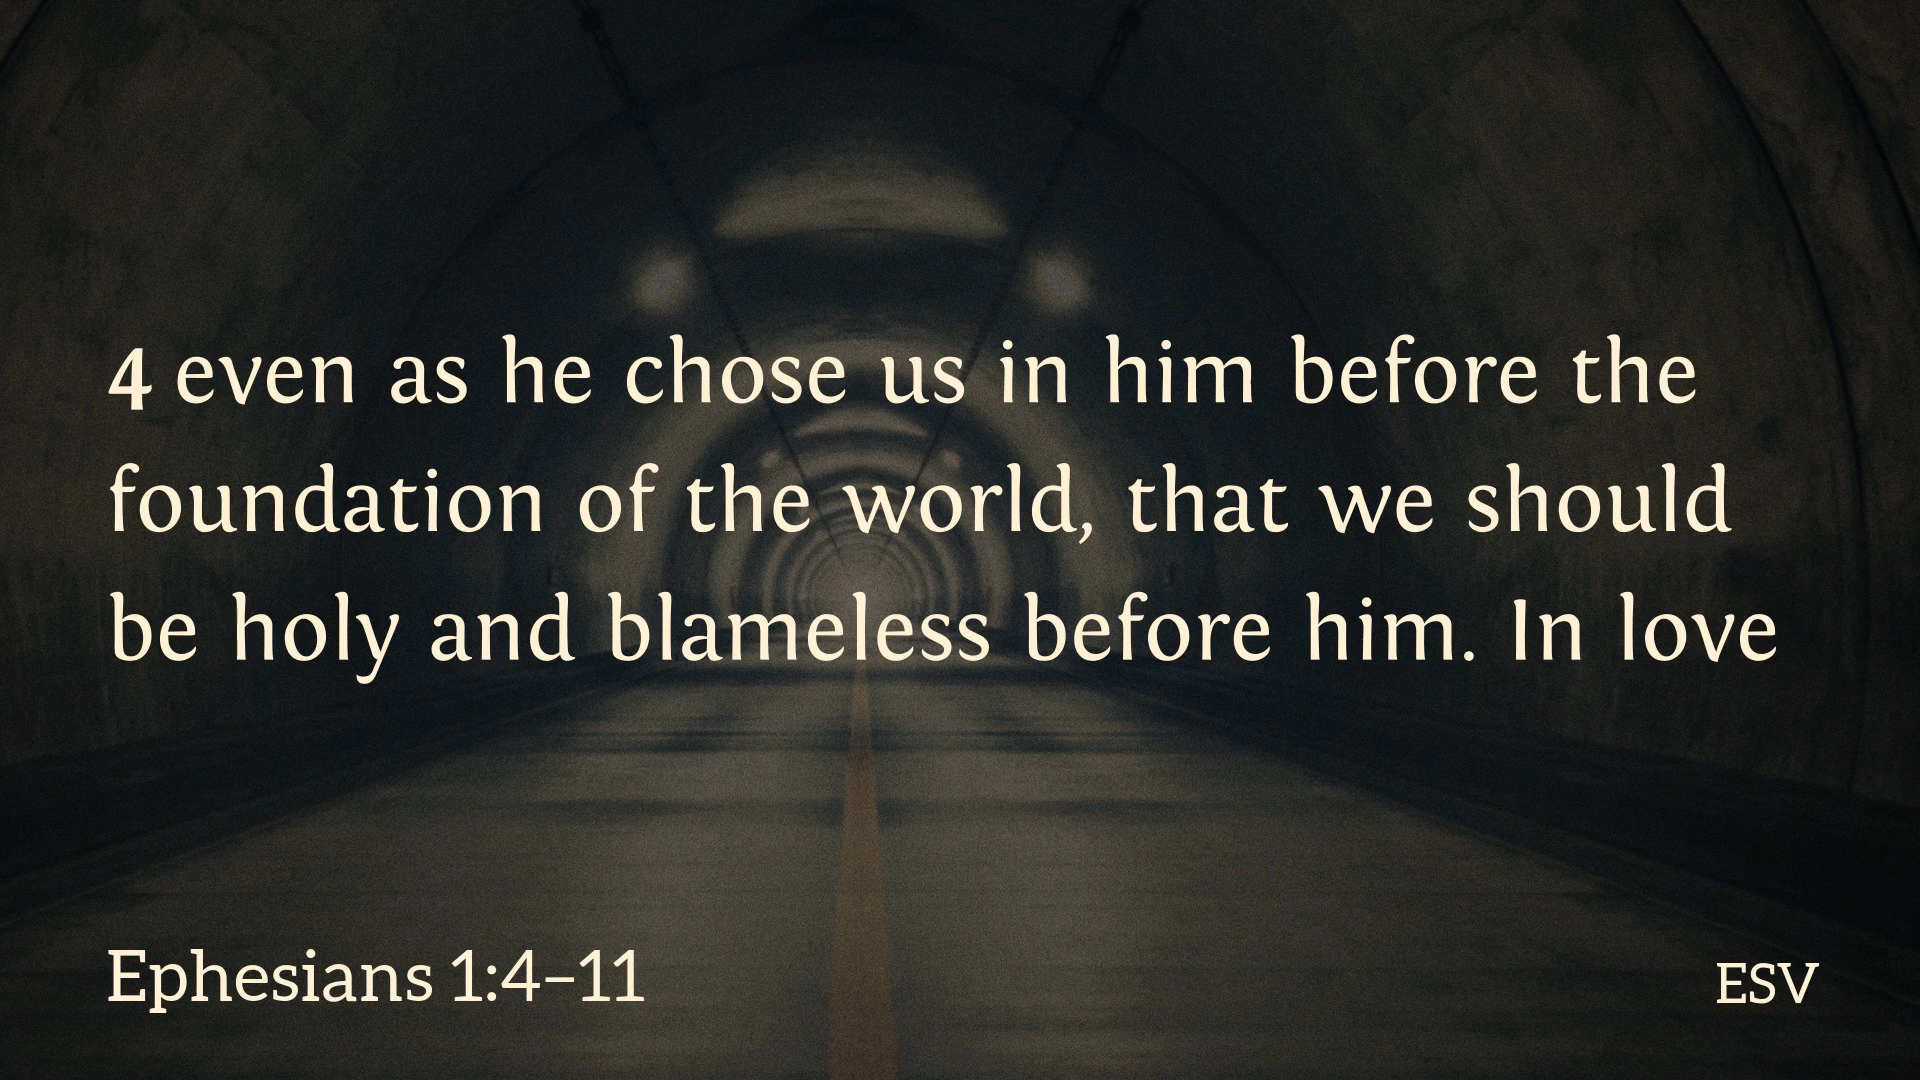 4 even as he chose us in him before the
foundation of the world, that we should
be holy and blameless before him. In love
Ephesians 1:4–11
ESV